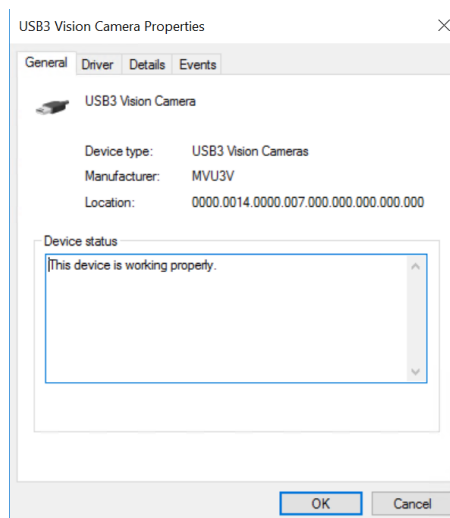 USB3 Vision Camera Properties
General Driver Details Events
USB3 Vision Camera
Device type: USB3 Vision Cameras
Manufacturer: MVU3V
Location: 0000.0014.0000.007.000.000.000.000.000
Device status
This device is working properly.
OK Cancel